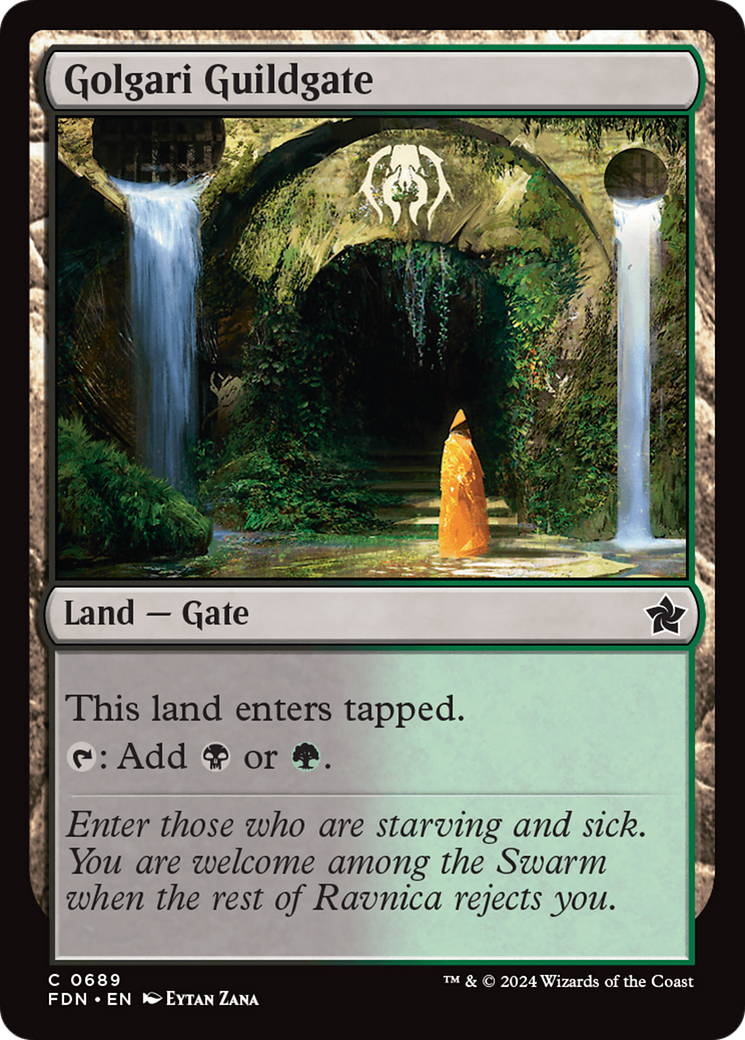 Golgari Guildgate
Land — Gate
This land enters tapped.
: Add or .
Enter those who are starving and sick.
You are welcome among the Swarm
when the rest of Ravnica rejects you.
C 0689
FDN • EN Eytan Zana
™ & © 2024 Wizards of the Coast